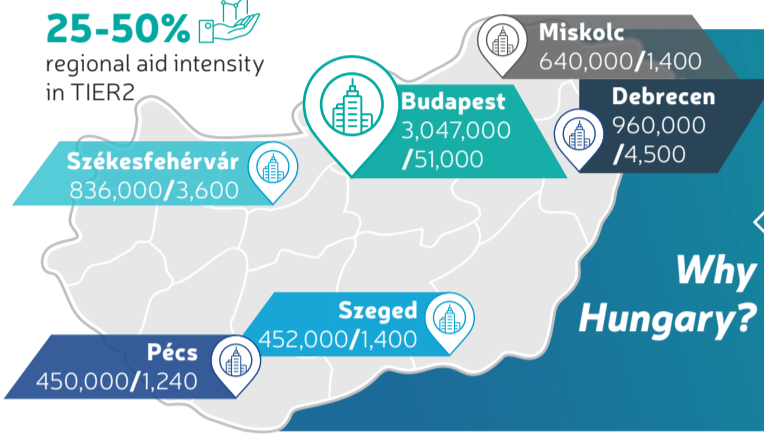 25-50%
regional aid intensity
in TIER2
Miskolc
640,000/1,400
Budapest
3,047,000
/51,000
Debrecen
960,000
/4,500
Székesfehérvár
836,000/3,600
Why
Hungary?
Szeged
452,000/1,400
Pécs
450,000/1,240